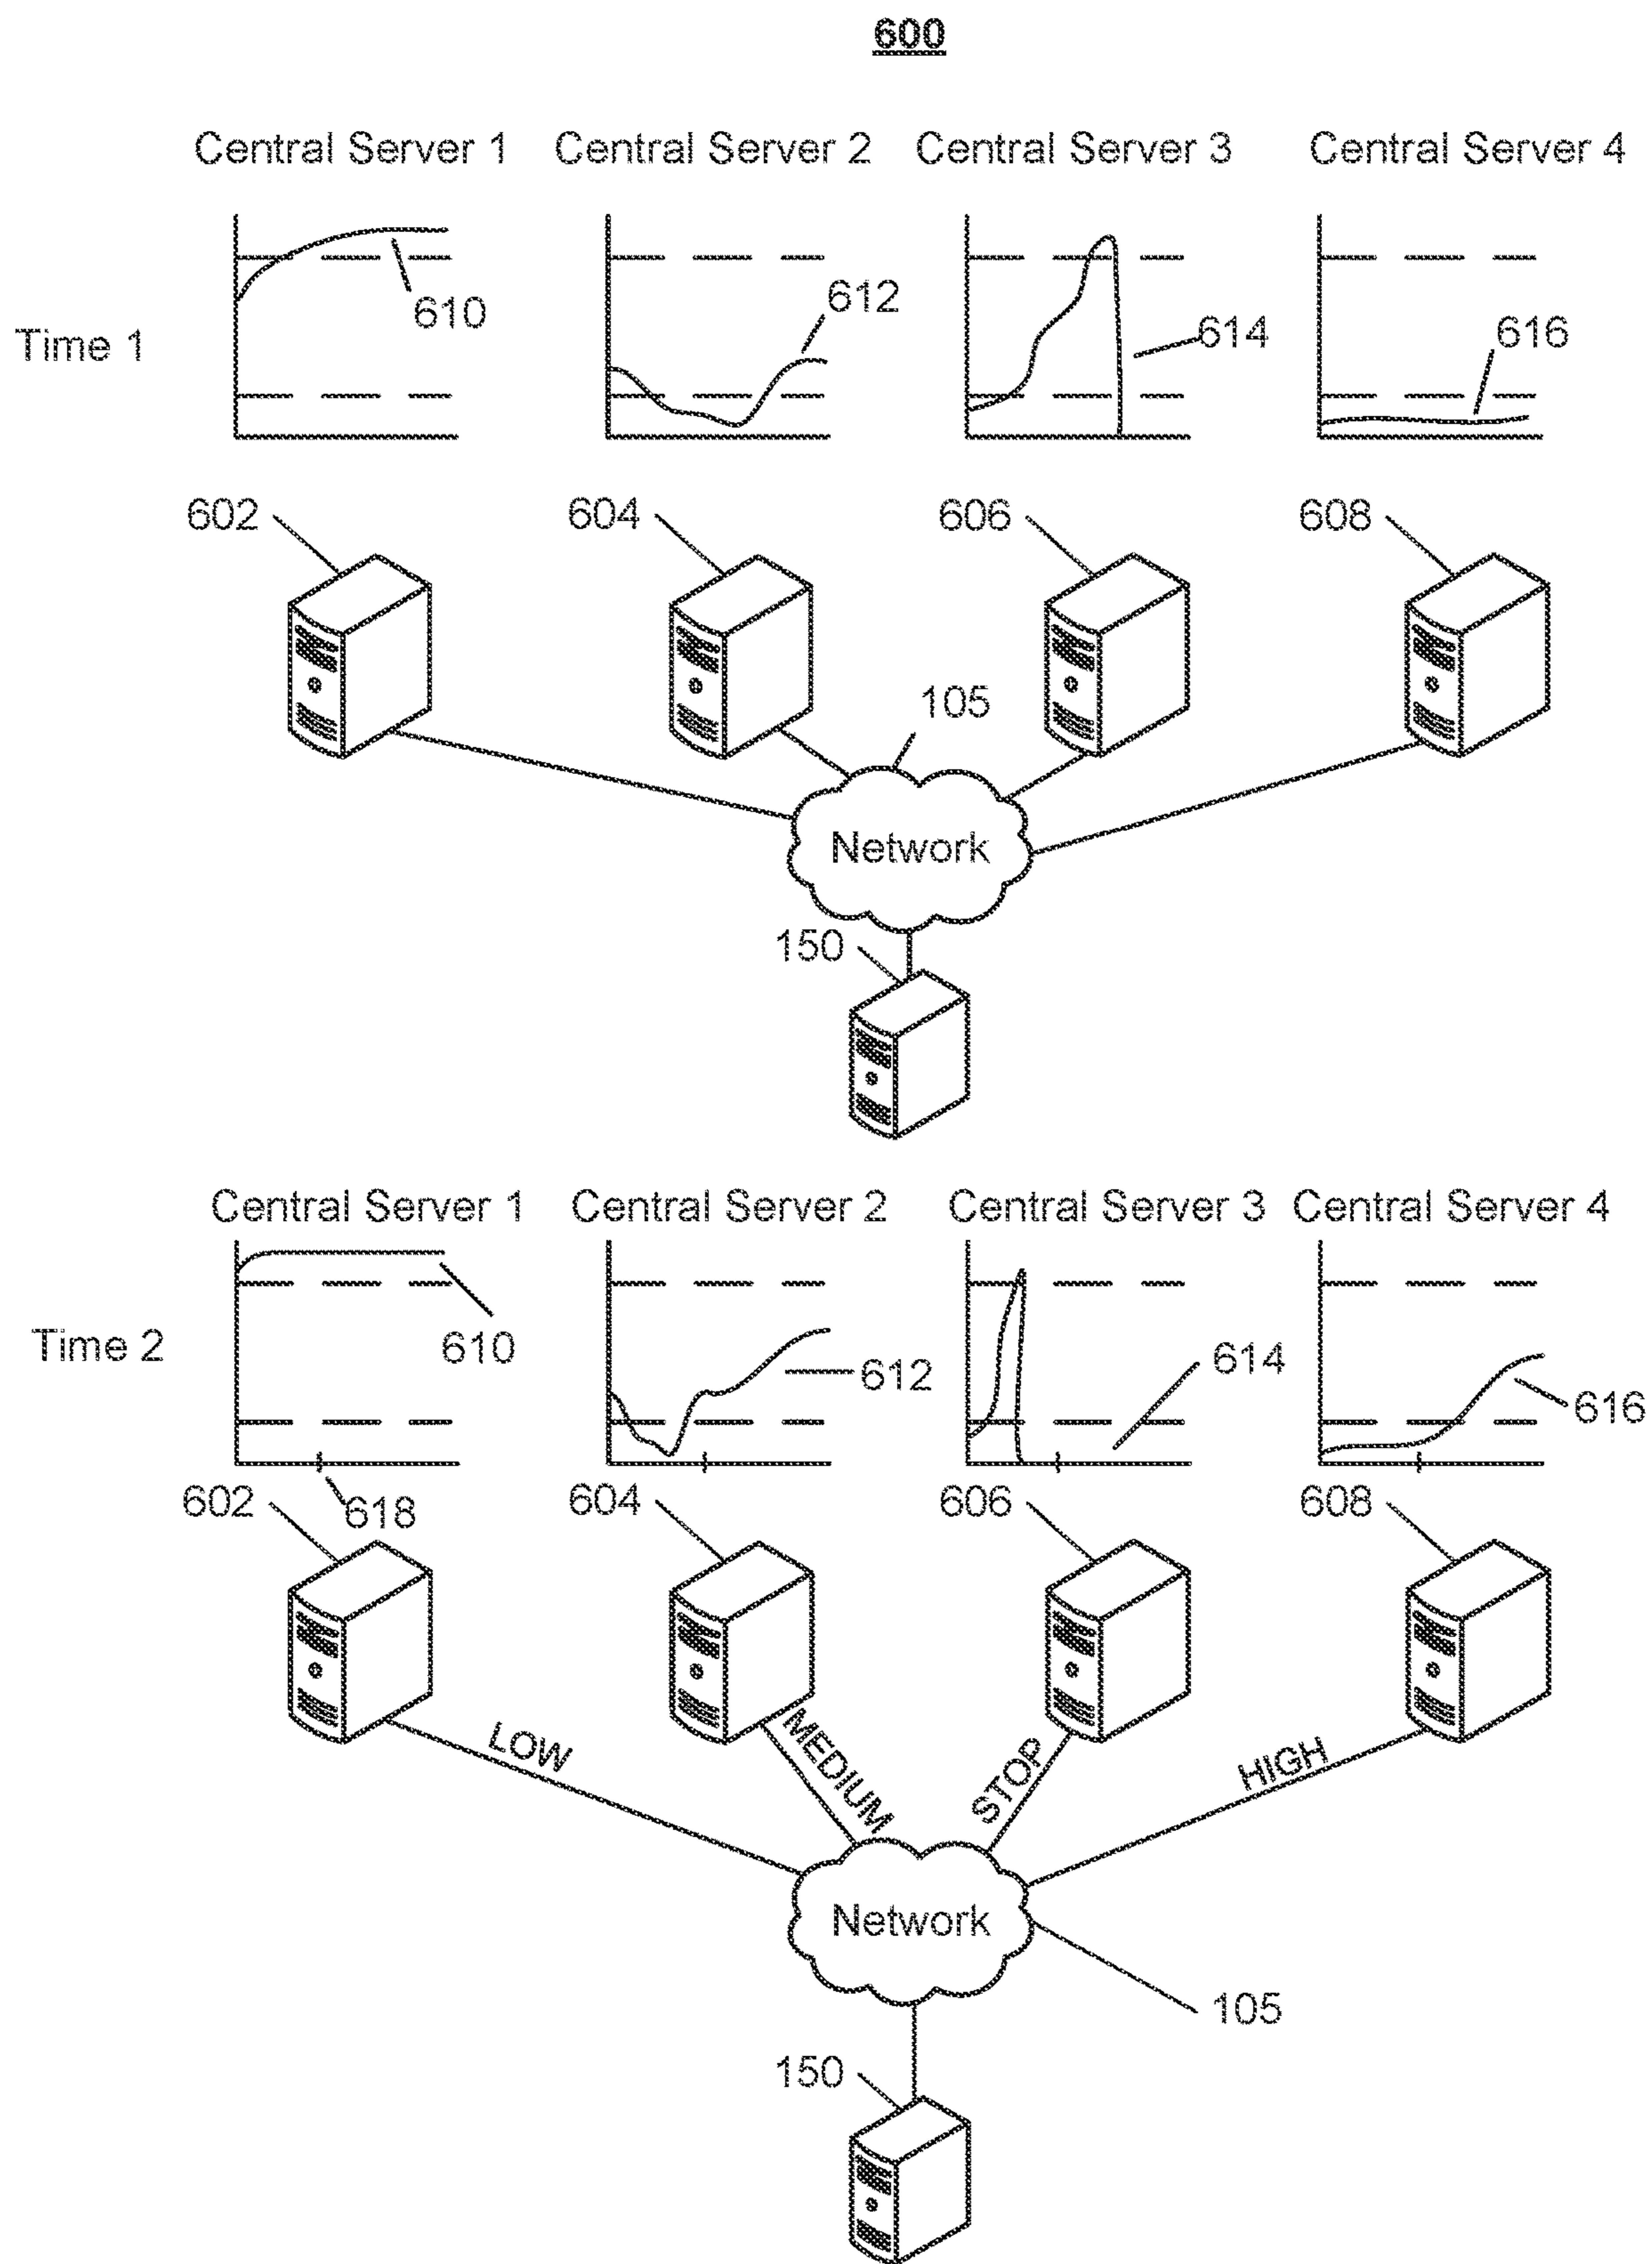 600
Central Server 1
Central Server 2
Central Server 3
Central Server 4
Time 1
610
612
614
616
602
604
606
608
105
Network
150
Central Server 1
Central Server 2
Central Server 3
Central Server 4
Time 2
610
612
614
616
618
602
604
606
608
LOW
MEDIUM
STOP
HIGH
Network
105
150